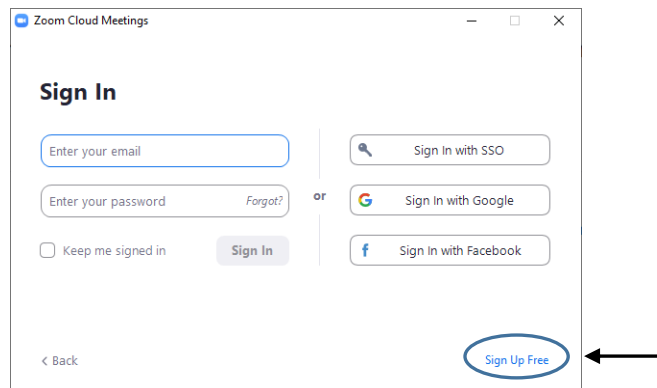 Zoom Cloud Meetings
Sign In
Enter your email
Enter your password Forgot?
Keep me signed in Sign In
or
Sign In with SSO
Sign In with Google
Sign In with Facebook
< Back
Sign Up Free